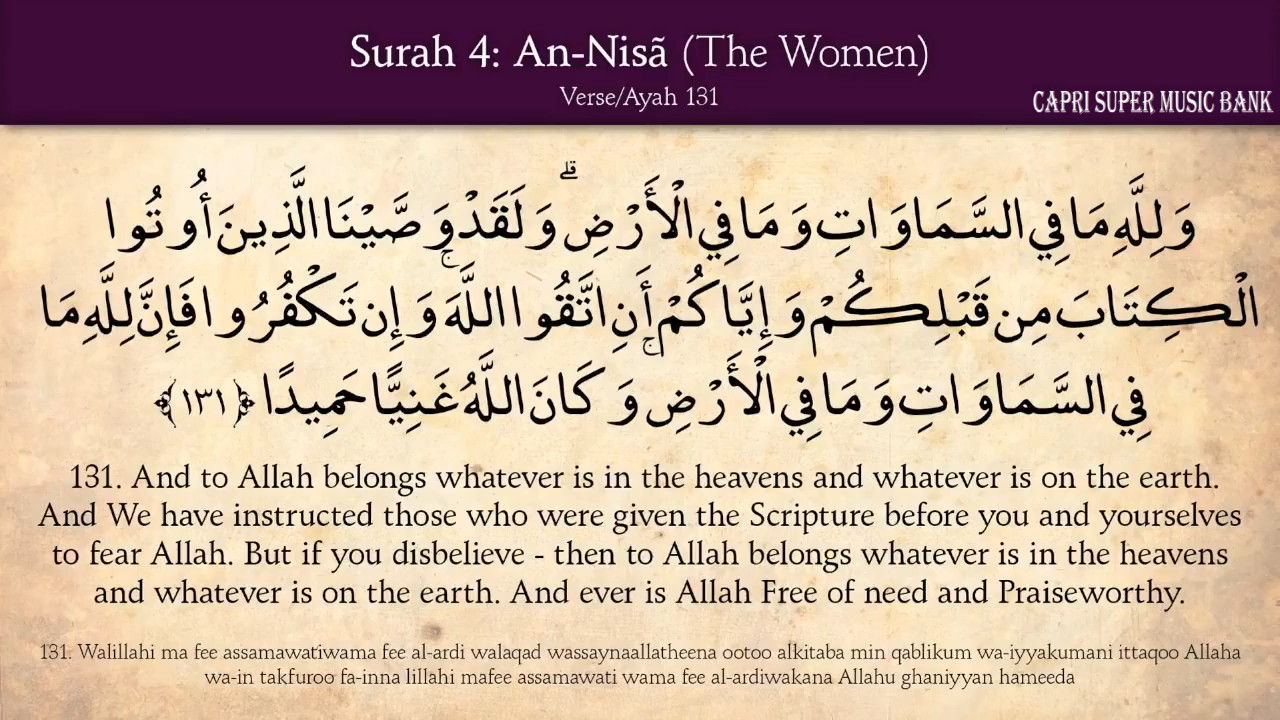 Surah 4: An-Nisã (The Women)
Verse/Ayah 131
CAPRI SUPER MUSIC BANK
وَلِلَّهِ مَا فِي السَّمَاوَاتِ وَمَا فِي الْأَرْضِ ۗ وَلَقَدْ وَصَّيْنَا الَّذِينَ أُوتُوا
الْكِتَابَ مِن قَبْلِكُمْ وَإِيَّاكُمْ أَنِ اتَّقُوا اللَّهَ ۚ وَإِن تَكْفُرُوا فَإِنَّ لِلَّهِ مَا
فِي السَّمَاوَاتِ وَمَا فِي الْأَرْضِ ۚ وَكَانَ اللَّهُ غَنِيًّا حَمِيدًا ﴿١٣١﴾
131. And to Allah belongs whatever is in the heavens and whatever is on the earth.
And We have instructed those who were given the Scripture before you and yourselves
to fear Allah. But if you disbelieve - then to Allah belongs whatever is in the heavens
and whatever is on the earth. And ever is Allah Free of need and Praiseworthy.
131. Walillahi ma fee assamawatiwama fee al-ardi walaqad wassaynaallatheena ootoo alkitaba min qablikum wa-iyyakumani ittaqoo Allaha
wa-in takfuroo fa-inna lillahi mafee assamawati wama fee al-ardiwakana Allahu ghaniyyan hameeda